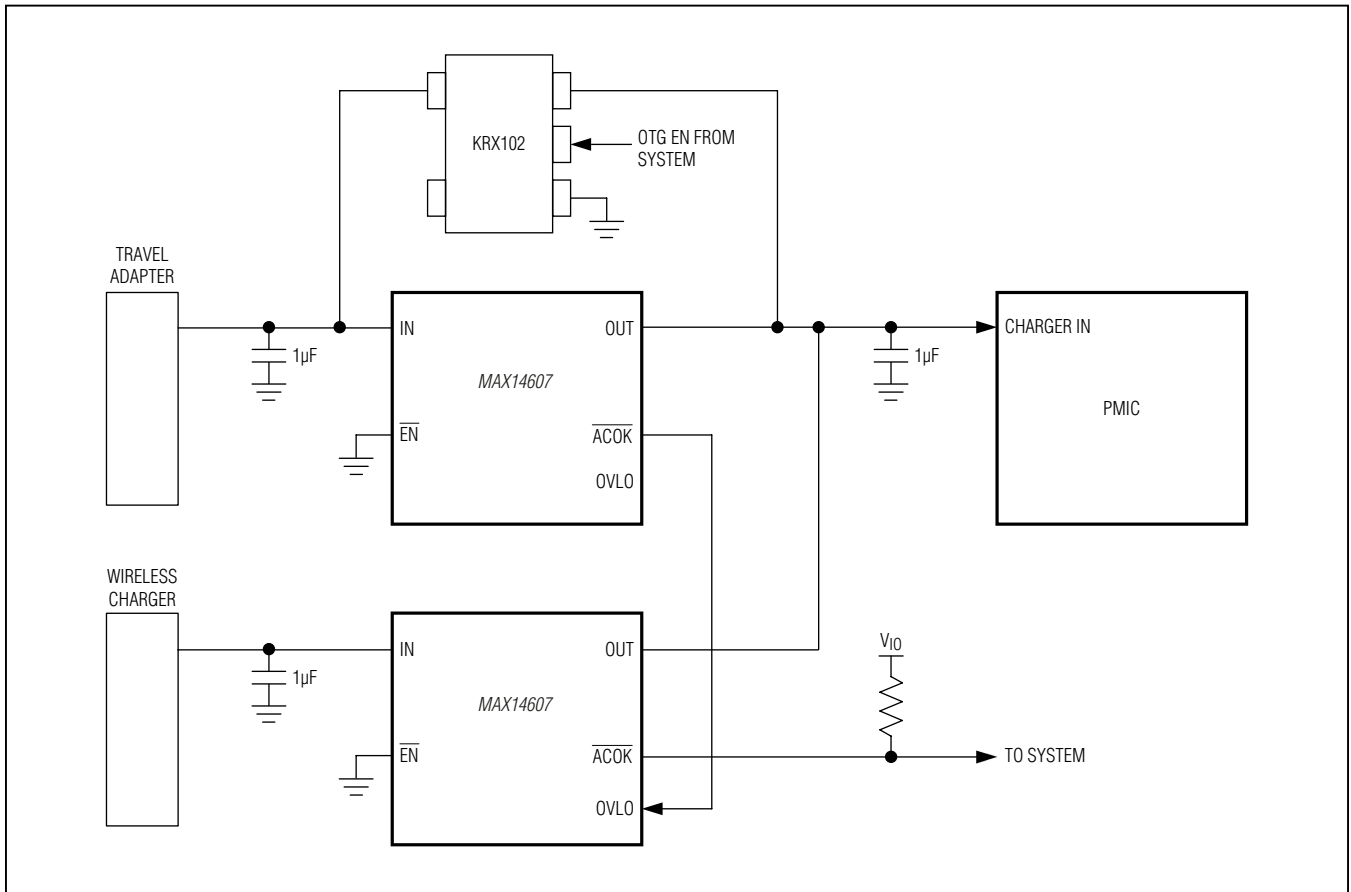 KRX102
OTG EN FROM
SYSTEM
TRAVEL
ADAPTER
IN
OUT
CHARGER IN
1µF
1µF
MAX14607
PMIC
EN
ACOK
OVLO
WIRELESS
CHARGER
IN
OUT
VIO
1µF
MAX14607
EN
ACOK
TO SYSTEM
OVLO